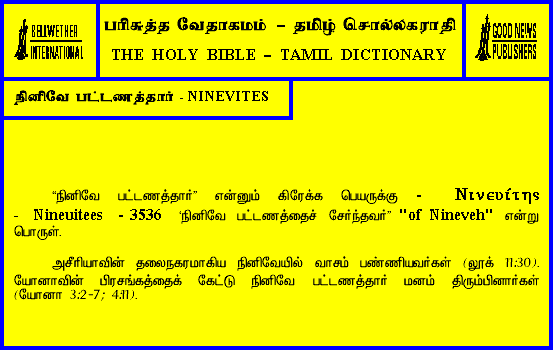 BELLWETHER
INTERNATIONAL
பரிசுத்த வேதாகமம் – தமிழ் சொல்லகராதி
THE HOLY BIBLE – TAMIL DICTIONARY
GOOD NEWS
PUBLISHERS
நினிவே பட்டணத்தார் - NINEVITES
“நினிவே பட்டணத்தார்” என்னும் கிரேக்க பெயருக்கு - Νινευΐτης
- Nineuitees - 3536 ‘நினிவே பட்டணத்தைச் சேர்ந்தவர்” "of Nineveh" என்று
பொருள்.
அசீரியாவின் தலைநகரமாகிய நினிவேயில் வாசம் பண்ணியவர்கள் (லூக் 11:30).
யோனாவின் பிரசங்கத்தைக் கேட்டு நினிவே பட்டணத்தார் மனம் திரும்பினார்கள்
(யோனா 3:2-7; 4:11).